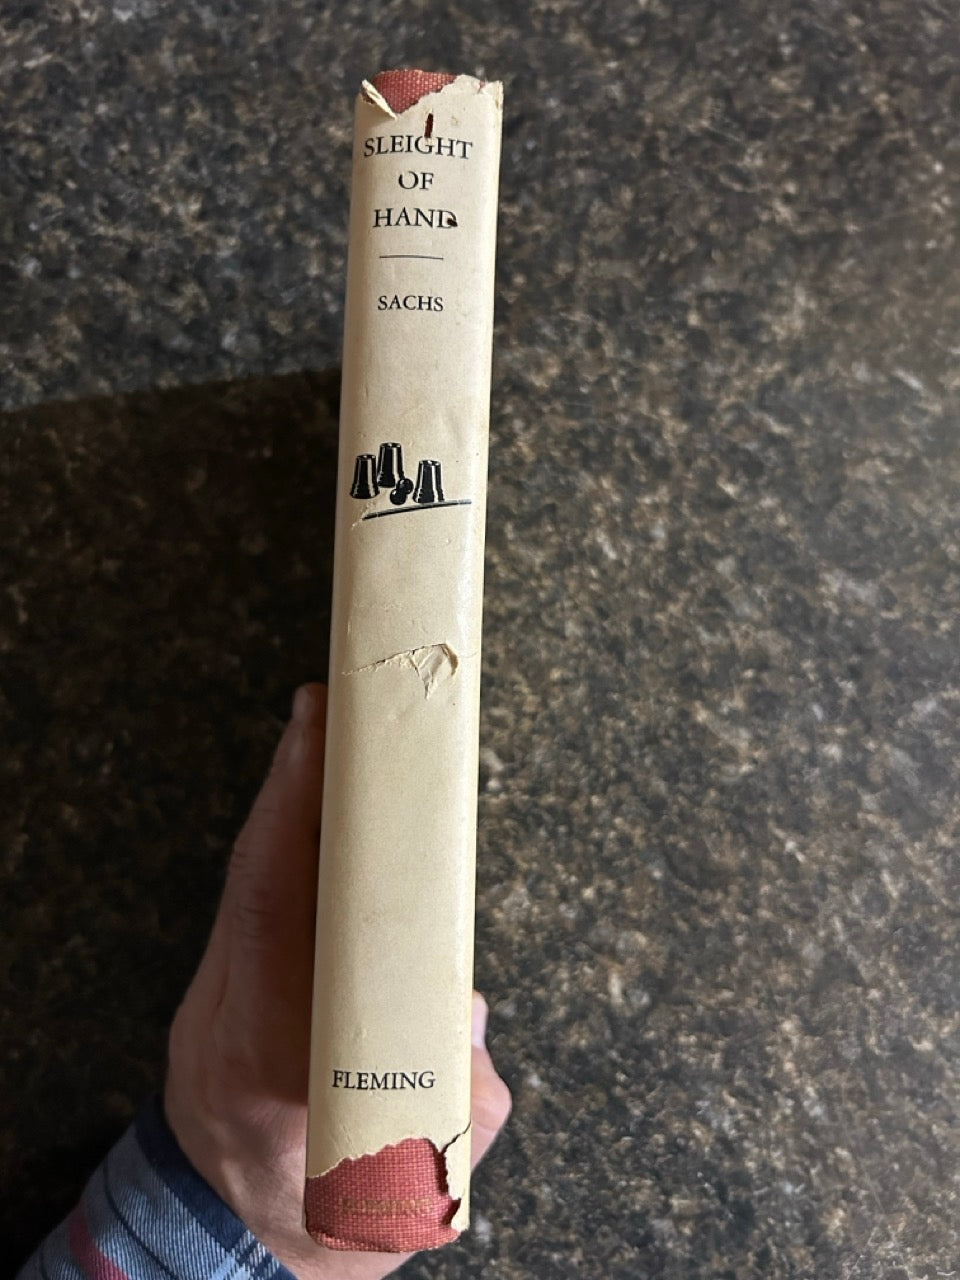 SLEIGHT
OF
HAND
SACHS
FLEMING